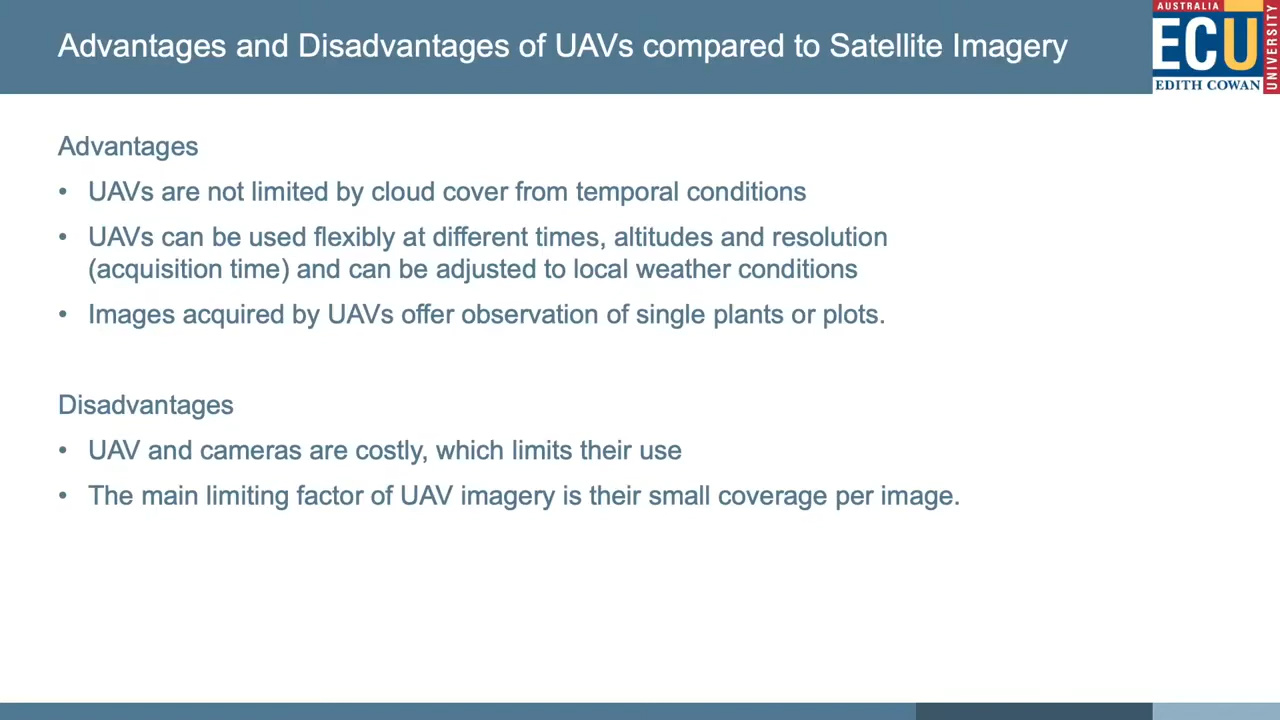 Advantages and Disadvantages of UAVs compared to Satellite Imagery
AUSTRALIA
ECU
EDITH COWAN
UNIVERSITY
Advantages
• UAVs are not limited by cloud cover from temporal conditions
• UAVs can be used flexibly at different times, altitudes and resolution
(acquisition time) and can be adjusted to local weather conditions
• Images acquired by UAVs offer observation of single plants or plots.
Disadvantages
• UAV and cameras are costly, which limits their use
• The main limiting factor of UAV imagery is their small coverage per image.